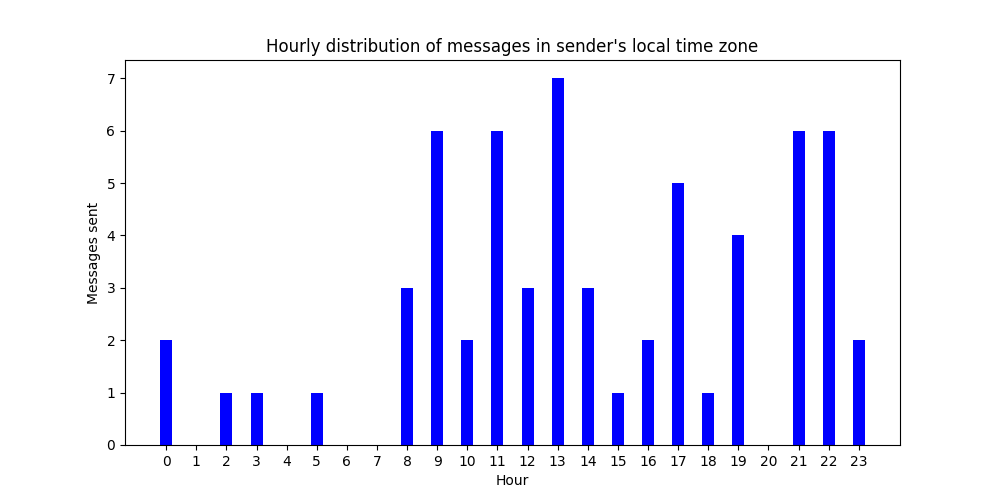 Hourly distribution of messages in sender's local time zone
7
6
5
4
3
2
1
0
Messages sent
0 1 2 3 4 5 6 7 8 9 10 11 12 13 14 15 16 17 18 19 20 21 22 23
Hour